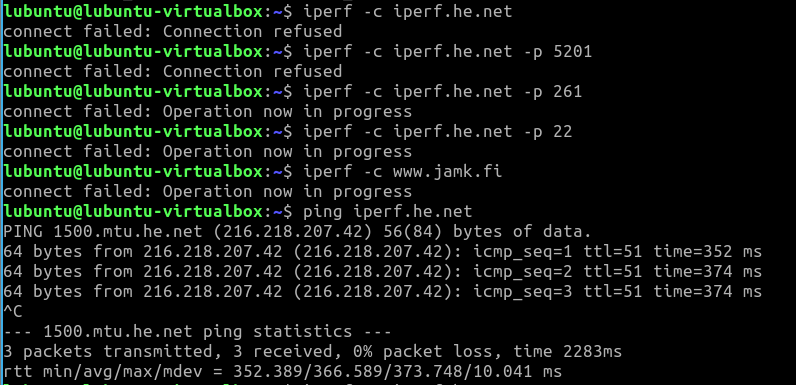 lubuntu@lubuntu-virtualbox:~$ iperf -c iperf.he.net
connect failed: Connection refused
lubuntu@lubuntu-virtualbox:~$ iperf -c iperf.he.net -p 5201
connect failed: Connection refused
lubuntu@lubuntu-virtualbox:~$ iperf -c iperf.he.net -p 261
connect failed: Operation now in progress
lubuntu@lubuntu-virtualbox:~$ iperf -c iperf.he.net -p 22
connect failed: Operation now in progress
lubuntu@lubuntu-virtualbox:~$ iperf -c www.jamk.fi
connect failed: Operation now in progress
lubuntu@lubuntu-virtualbox:~$ ping iperf.he.net
PING 1500.mtu.he.net (216.218.207.42) 56(84) bytes of data.
64 bytes from 216.218.207.42 (216.218.207.42): icmp_seq=1 ttl=51 time=352 ms
64 bytes from 216.218.207.42 (216.218.207.42): icmp_seq=2 ttl=51 time=374 ms
64 bytes from 216.218.207.42 (216.218.207.42): icmp_seq=3 ttl=51 time=374 ms
^C
--- 1500.mtu.he.net ping statistics ---
3 packets transmitted, 3 received, 0% packet loss, time 2283ms
rtt min/avg/max/mdev = 352.389/366.589/373.748/10.041 ms